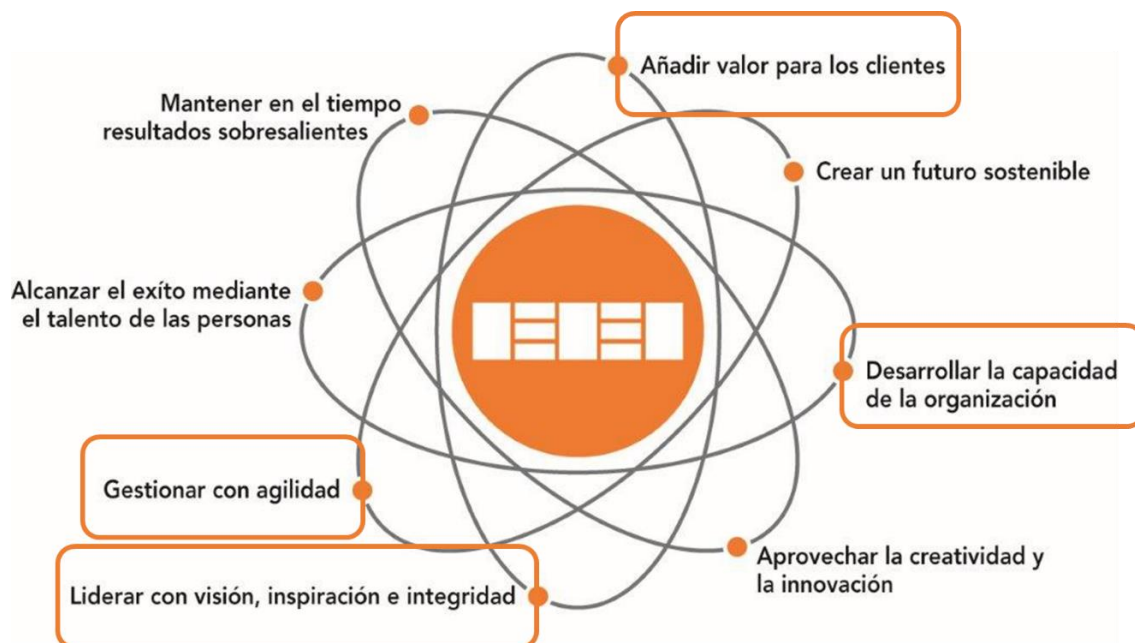 Añadir valor para los clientes
Mantener en el tiempo
resultados sobresalientes
Crear un futuro sostenible
Alcanzar el exíto mediante
el talento de las personas
Desarrollar la capacidad
de la organización
Gestionar con agilidad
Aprovechar la creatividad y
la innovación
Liderar con visión, inspiración e integridad